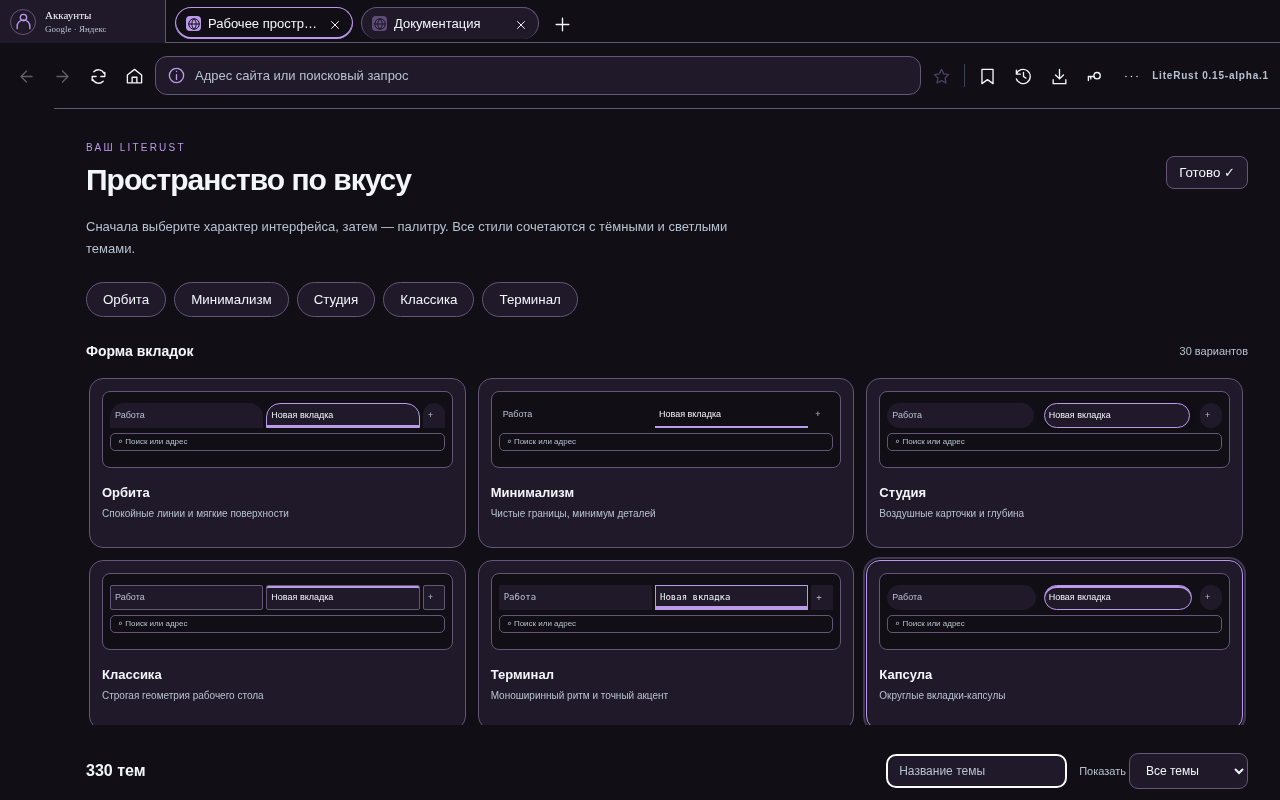 Аккаунты
Google · Яндекс
Рабочее простр…
Документация
Адрес сайта или поисковый запрос
LiteRust 0.15-alpha.1
ВАШ LITERUST
Пространство по вкусу
Готово ✓
Сначала выберите характер интерфейса, затем — палитру. Все стили сочетаются с тёмными и светлыми
темами.
Орбита Минимализм Студия Классика Терминал
Форма вкладок
30 вариантов
Работа Новая вкладка +
Поиск или адрес
Орбита
Спокойные линии и мягкие поверхности
Работа Новая вкладка +
Поиск или адрес
Минимализм
Чистые границы, минимум деталей
Работа Новая вкладка +
Поиск или адрес
Студия
Воздушные карточки и глубина
Работа Новая вкладка +
Поиск или адрес
Классика
Строгая геометрия рабочего стола
Работа Новая вкладка +
Поиск или адрес
Терминал
Моноширинный ритм и точный акцент
Работа Новая вкладка +
Поиск или адрес
Капсула
Округлые вкладки-капсулы
330 тем
Название темы
Показать
Все темы